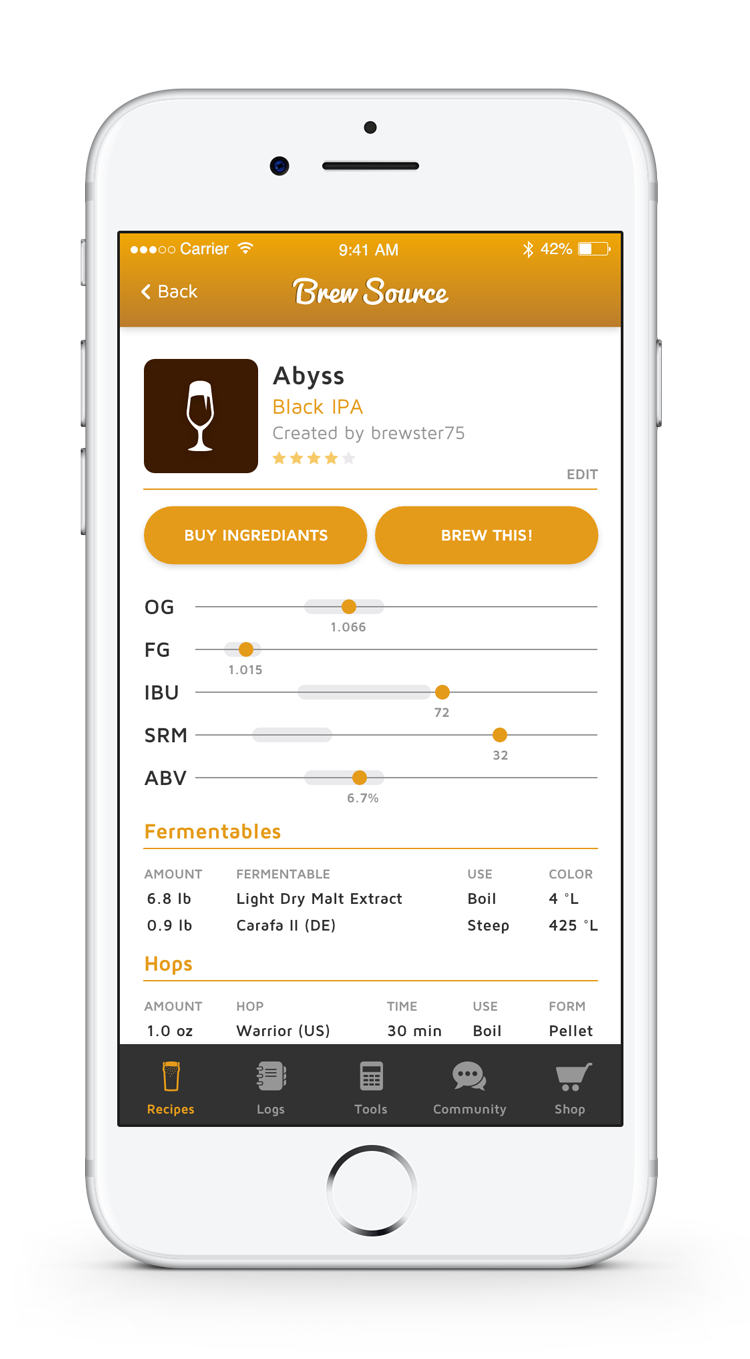 Carrier 9:41 AM 42%
Back Brew Source
Abyss
Black IPA
Created by brewster75
EDIT
BUY INGREDIANTS BREW THIS!
OG
1.066
FG
1.015
IBU
72
SRM
32
ABV
6.7%
Fermentables
AMOUNT FERMENTABLE USE COLOR
6.8 lb Light Dry Malt Extract Boil 4 °L
0.9 lb Carafa II (DE) Steep 425 °L
Hops
AMOUNT HOP TIME USE FORM
1.0 oz Warrior (US) 30 min Boil Pellet
Recipes Logs Tools Community Shop